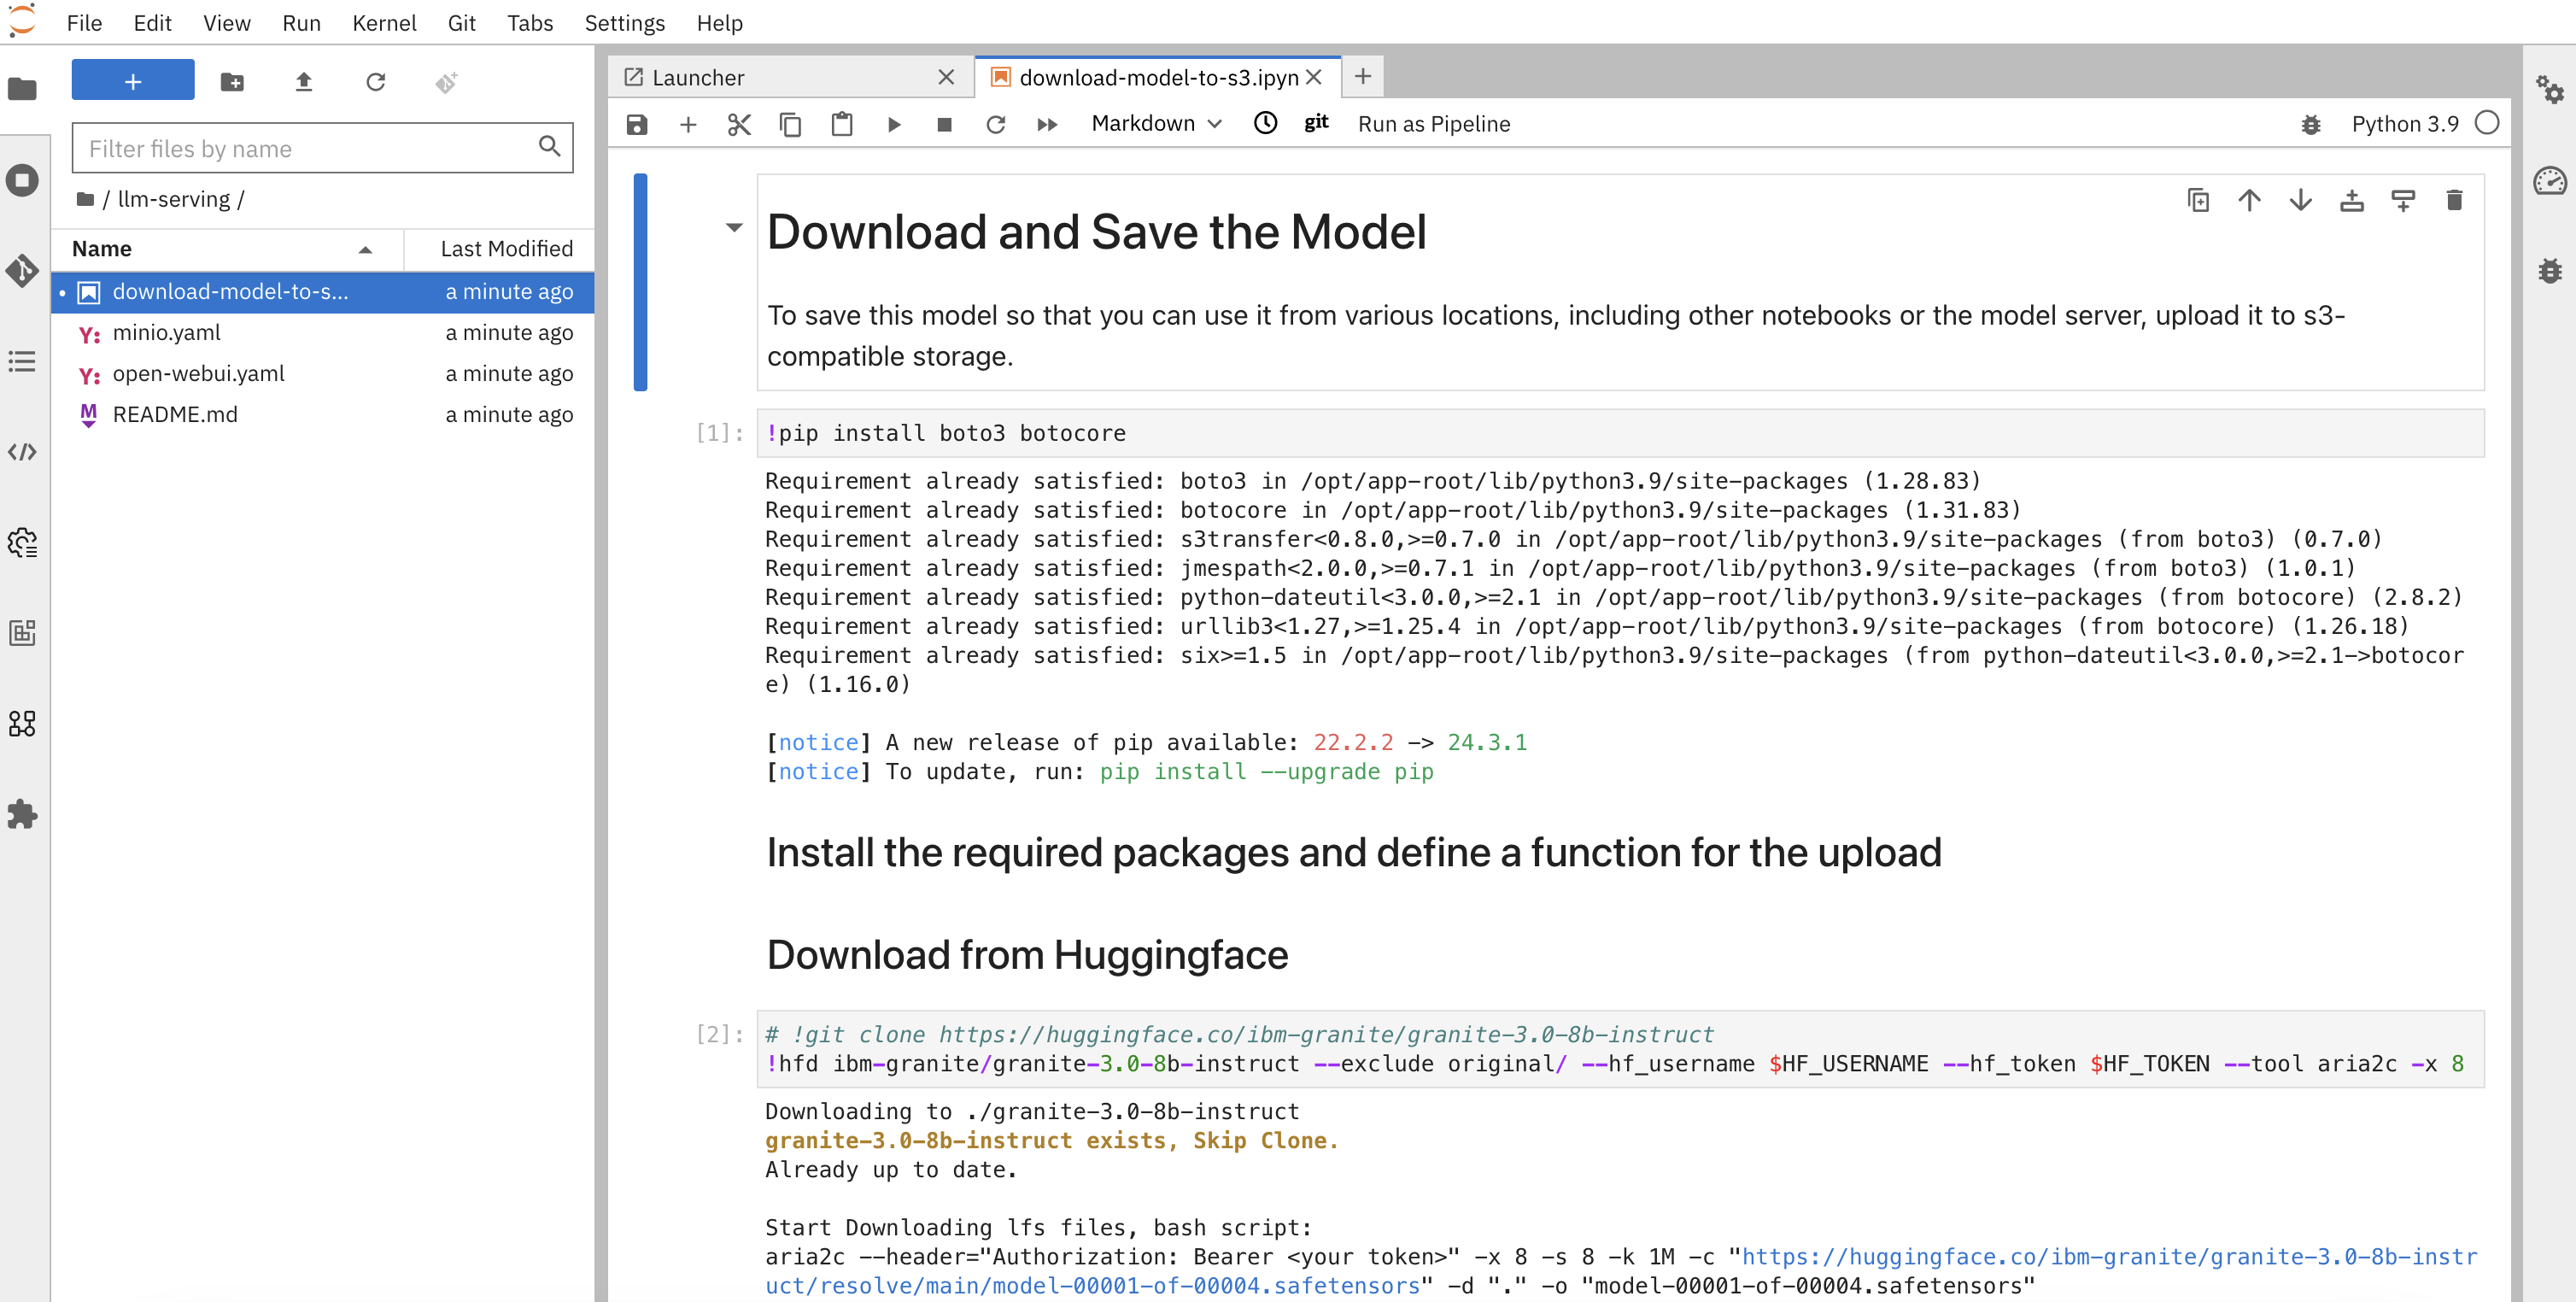 File Edit View Run Kernel Git Tabs Settings Help
+
Filter files by name
/ llm-serving /
Name Last Modified
download-model-to-s... a minute ago
Y: minio.yaml a minute ago
Y: open-webui.yaml a minute ago
M README.md a minute ago
Launcher
download-model-to-s3.ipyn
Markdown git Run as Pipeline Python 3.9
Download and Save the Model
To save this model so that you can use it from various locations, including other notebooks or the model server, upload it to s3-
compatible storage.
[1]: !pip install boto3 botocore
Requirement already satisfied: boto3 in /opt/app-root/lib/python3.9/site-packages (1.28.83)
Requirement already satisfied: botocore in /opt/app-root/lib/python3.9/site-packages (1.31.83)
Requirement already satisfied: s3transfer<0.8.0,>=0.7.0 in /opt/app-root/lib/python3.9/site-packages (from boto3) (0.7.0)
Requirement already satisfied: jmespath<2.0.0,>=0.7.1 in /opt/app-root/lib/python3.9/site-packages (from boto3) (1.0.1)
Requirement already satisfied: python-dateutil<3.0.0,>=2.1 in /opt/app-root/lib/python3.9/site-packages (from botocore) (2.8.2)
Requirement already satisfied: urllib3<1.27,>=1.25.4 in /opt/app-root/lib/python3.9/site-packages (from botocore) (1.26.18)
Requirement already satisfied: six>=1.5 in /opt/app-root/lib/python3.9/site-packages (from python-dateutil<3.0.0,>=2.1->botocor
e) (1.16.0)
[notice] A new release of pip available: 22.2.2 -> 24.3.1
[notice] To update, run: pip install --upgrade pip
Install the required packages and define a function for the upload
Download from Huggingface
[2]: # !git clone https://huggingface.co/ibm-granite/granite-3.0-8b-instruct
!hfd ibm-granite/granite-3.0-8b-instruct --exclude original/ --hf_username $HF_USERNAME --hf_token $HF_TOKEN --tool aria2c -x 8
Downloading to ./granite-3.0-8b-instruct
granite-3.0-8b-instruct exists, Skip Clone.
Already up to date.
Start Downloading lfs files, bash script:
aria2c --header="Authorization: Bearer <your token>" -x 8 -s 8 -k 1M -c "https://huggingface.co/ibm-granite/granite-3.0-8b-instr
uct/resolve/main/model-00001-of-00004.safetensors" -d "." -o "model-00001-of-00004.safetensors"